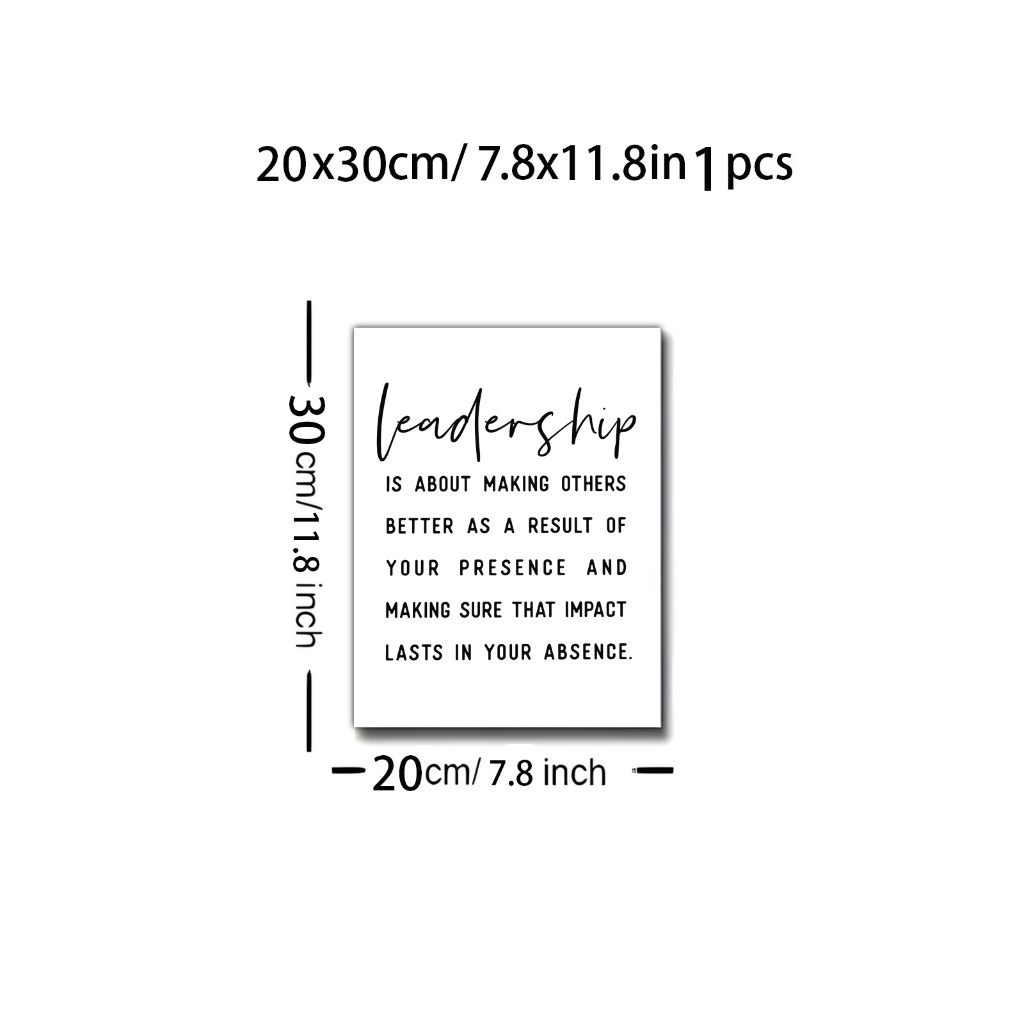 20x30cm/ 7.8x11.8in 1 pcs
30cm/11.8 inch
leadership
IS ABOUT MAKING OTHERS
BETTER AS A RESULT OF
YOUR PRESENCE AND
MAKING SURE THAT IMPACT
LASTS IN YOUR ABSENCE.
20cm/ 7.8 inch